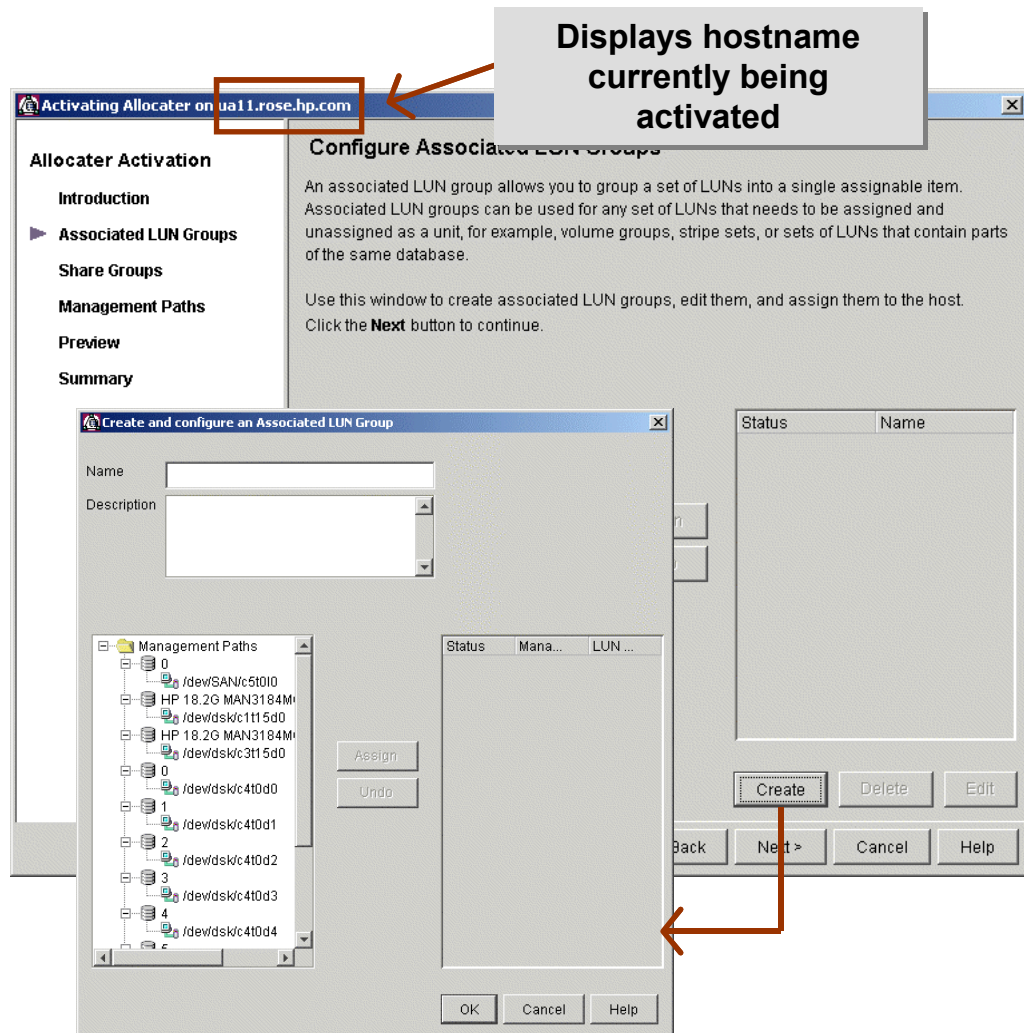 Displays hostname
currently being
activated
Activating Allocater on ua11.rose.hp.com
Allocater Activation
Introduction
Associated LUN Groups
Share Groups
Management Paths
Preview
Summary
Configure Associated LUN Groups
An associated LUN group allows you to group a set of LUNs into a single assignable item.
Associated LUN groups can be used for any set of LUNs that needs to be assigned and
unassigned as a unit, for example, volume groups, stripe sets, or sets of LUNs that contain parts
of the same database.
Use this window to create associated LUN groups, edit them, and assign them to the host.
Click the Next button to continue.
Status Name
Create Delete Edit
Back Next > Cancel Help
Create and configure an Associated LUN Group
Name
Description
Management Paths
0
/dev/SAN/c5t0l0
HP 18.2G MAN3184M
/dev/dsk/c1t15d0
HP 18.2G MAN3184M
/dev/dsk/c3t15d0
0
/dev/dsk/c4t0d0
1
/dev/dsk/c4t0d1
2
/dev/dsk/c4t0d2
3
/dev/dsk/c4t0d3
4
/dev/dsk/c4t0d4
Assign
Undo
Status Mana... LUN ...
OK Cancel Help